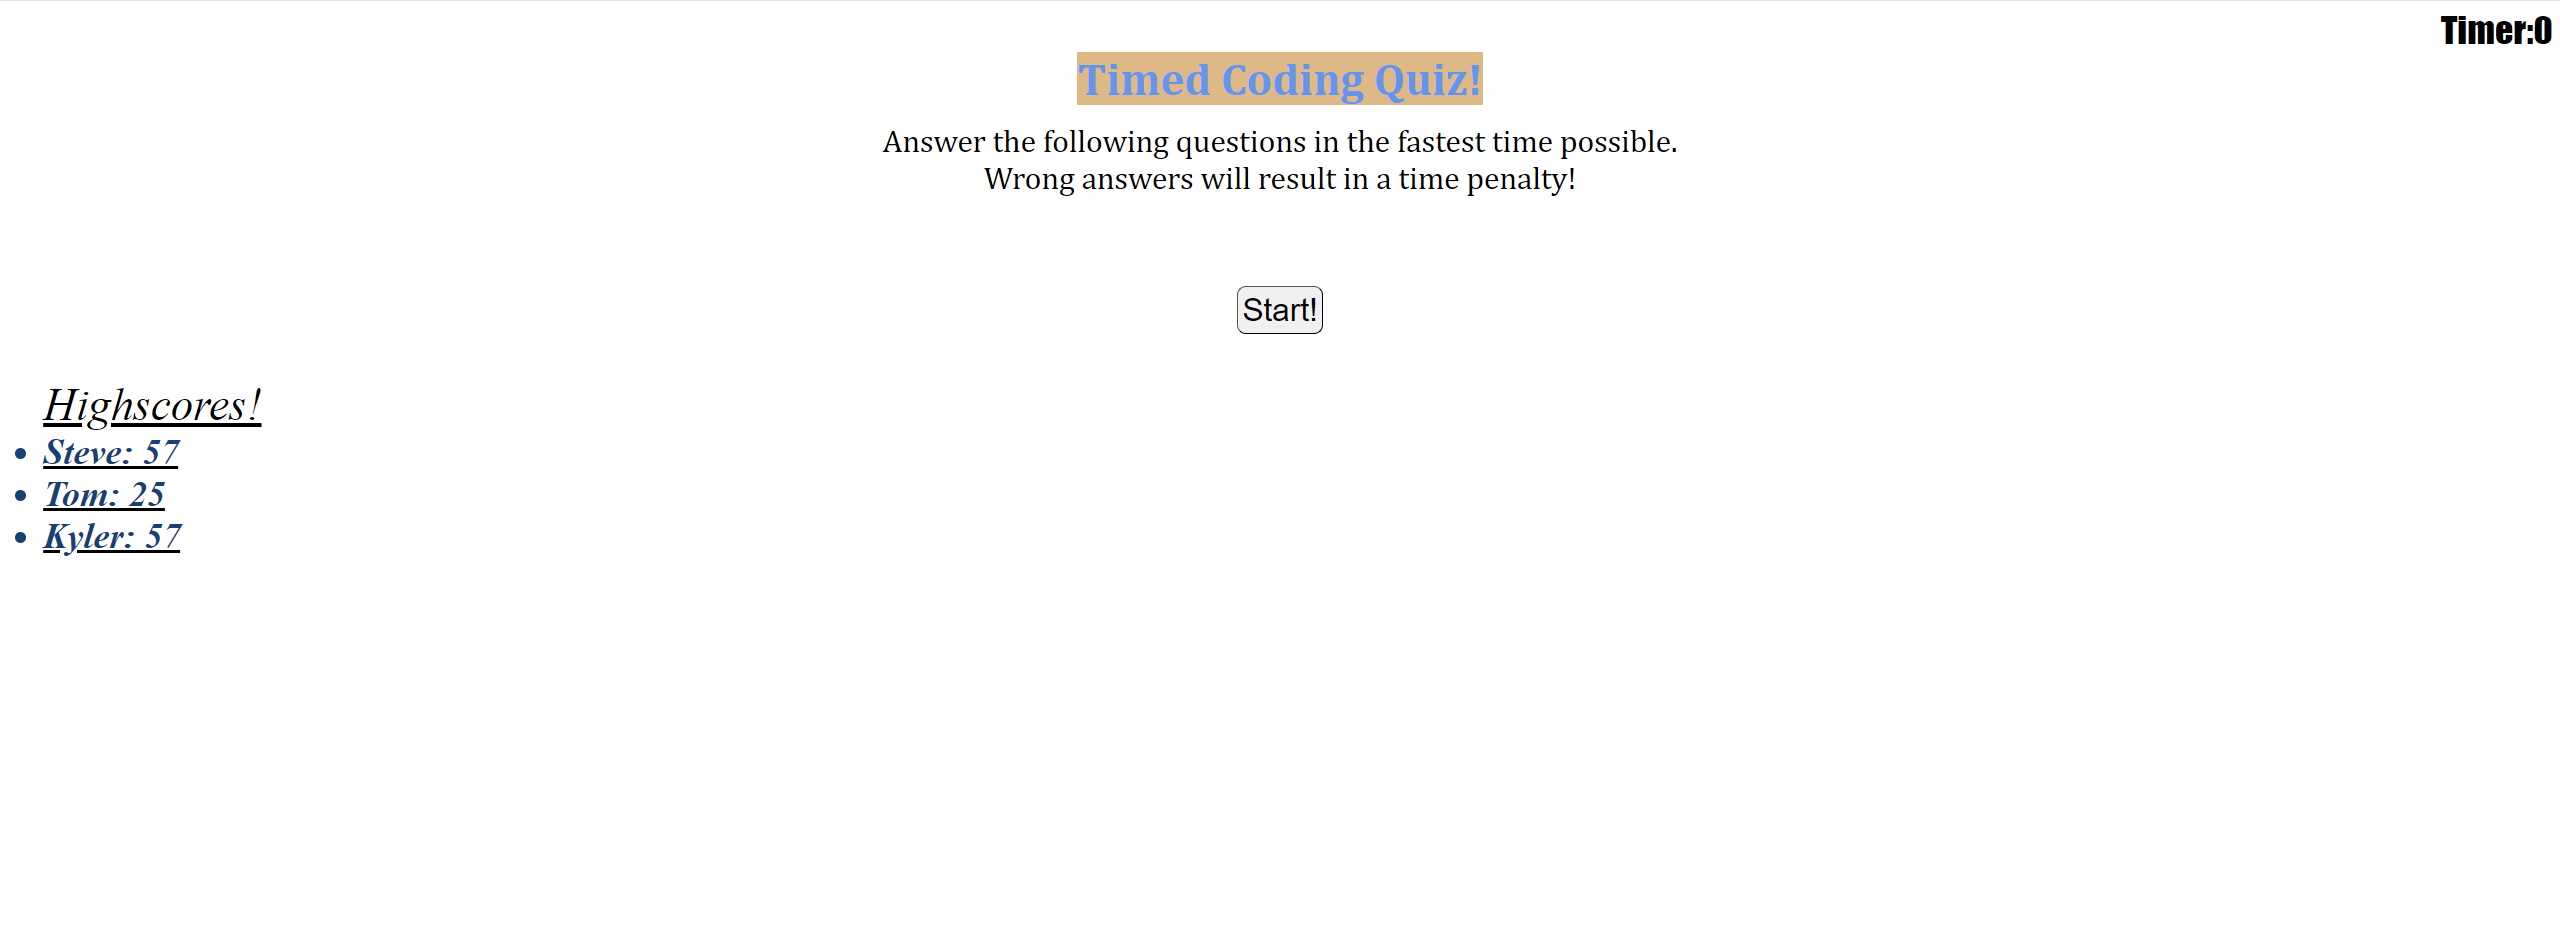 Timer:0
Timed Coding Quiz!
Answer the following questions in the fastest time possible.
Wrong answers will result in a time penalty!
Start!
Highscores!
Steve: 57
Tom: 25
Kyler: 57